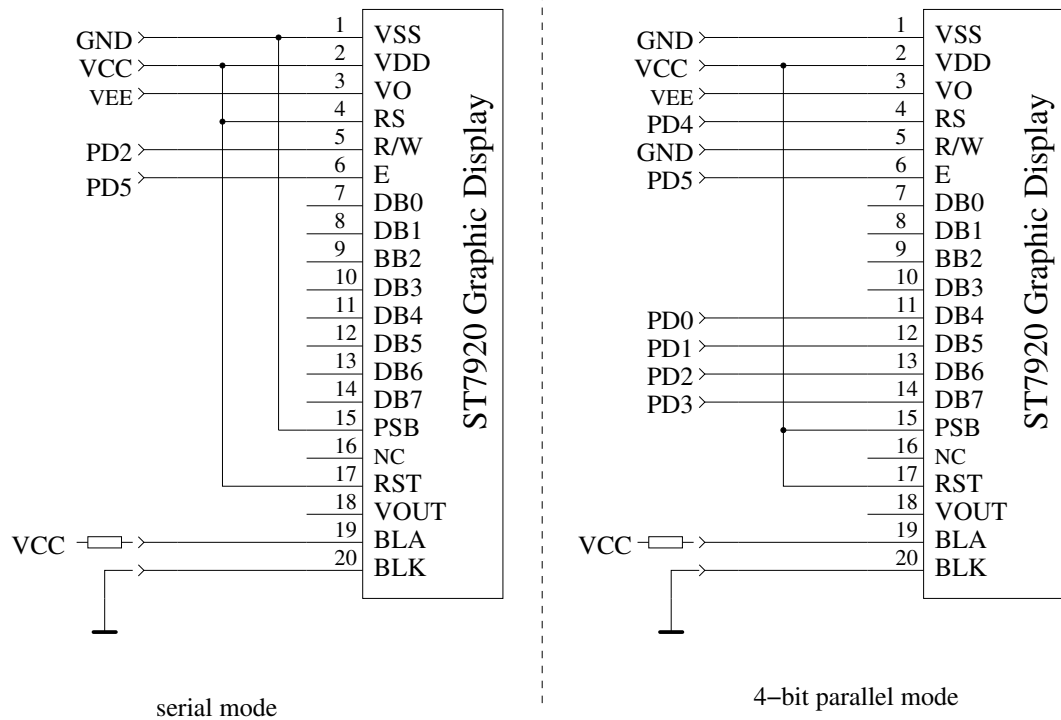 GND 1 VSS
VCC 2 VDD
VEE 3 VO
4 RS
PD2 5 R/W
PD5 6 E
7 DB0
8 DB1
9 BB2
10 DB3
11 DB4
12 DB5
13 DB6
14 DB7
15 PSB
16 NC
17 RST
18 VOUT
VCC 19 BLA
20 BLK
ST7920 Graphic Display
serial mode
GND 1 VSS
VCC 2 VDD
VEE 3 VO
PD4 4 RS
GND 5 R/W
PD5 6 E
7 DB0
8 DB1
9 BB2
10 DB3
PD0 11 DB4
PD1 12 DB5
PD2 13 DB6
PD3 14 DB7
15 PSB
16 NC
17 RST
18 VOUT
VCC 19 BLA
20 BLK
ST7920 Graphic Display
4−bit parallel mode